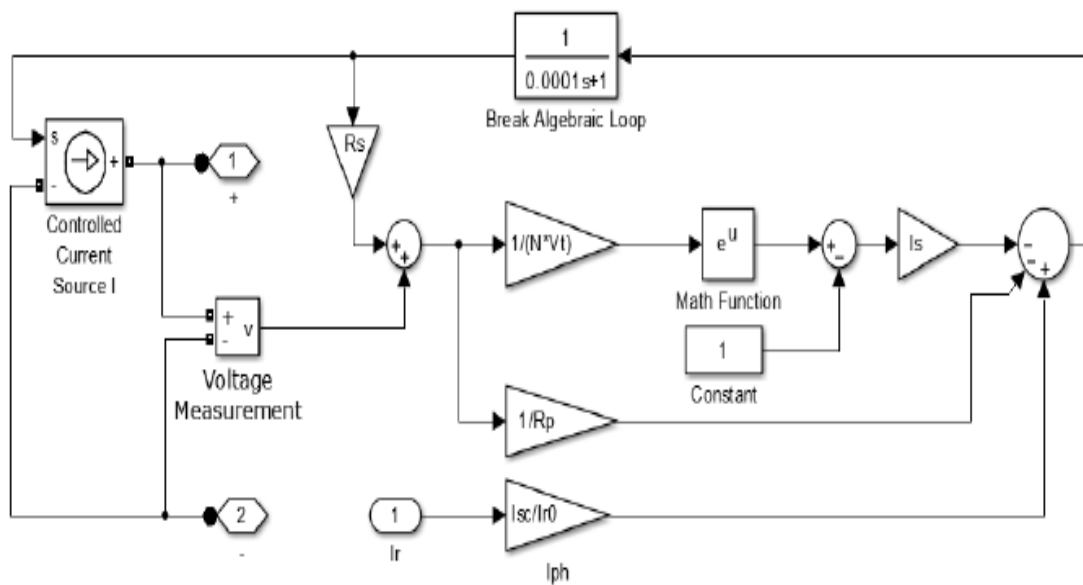 1
0.0001s+1
Break Algebraic Loop
s
+
-
Controlled
Current
Source I
1
+
Rs
+
+
1/(N*Vt)
e^u
Math Function
+
-
Is
-
-
+
1
Constant
+
-
v
Voltage
Measurement
1/Rp
2
-
1
Ir
Isc/Ir0
Iph